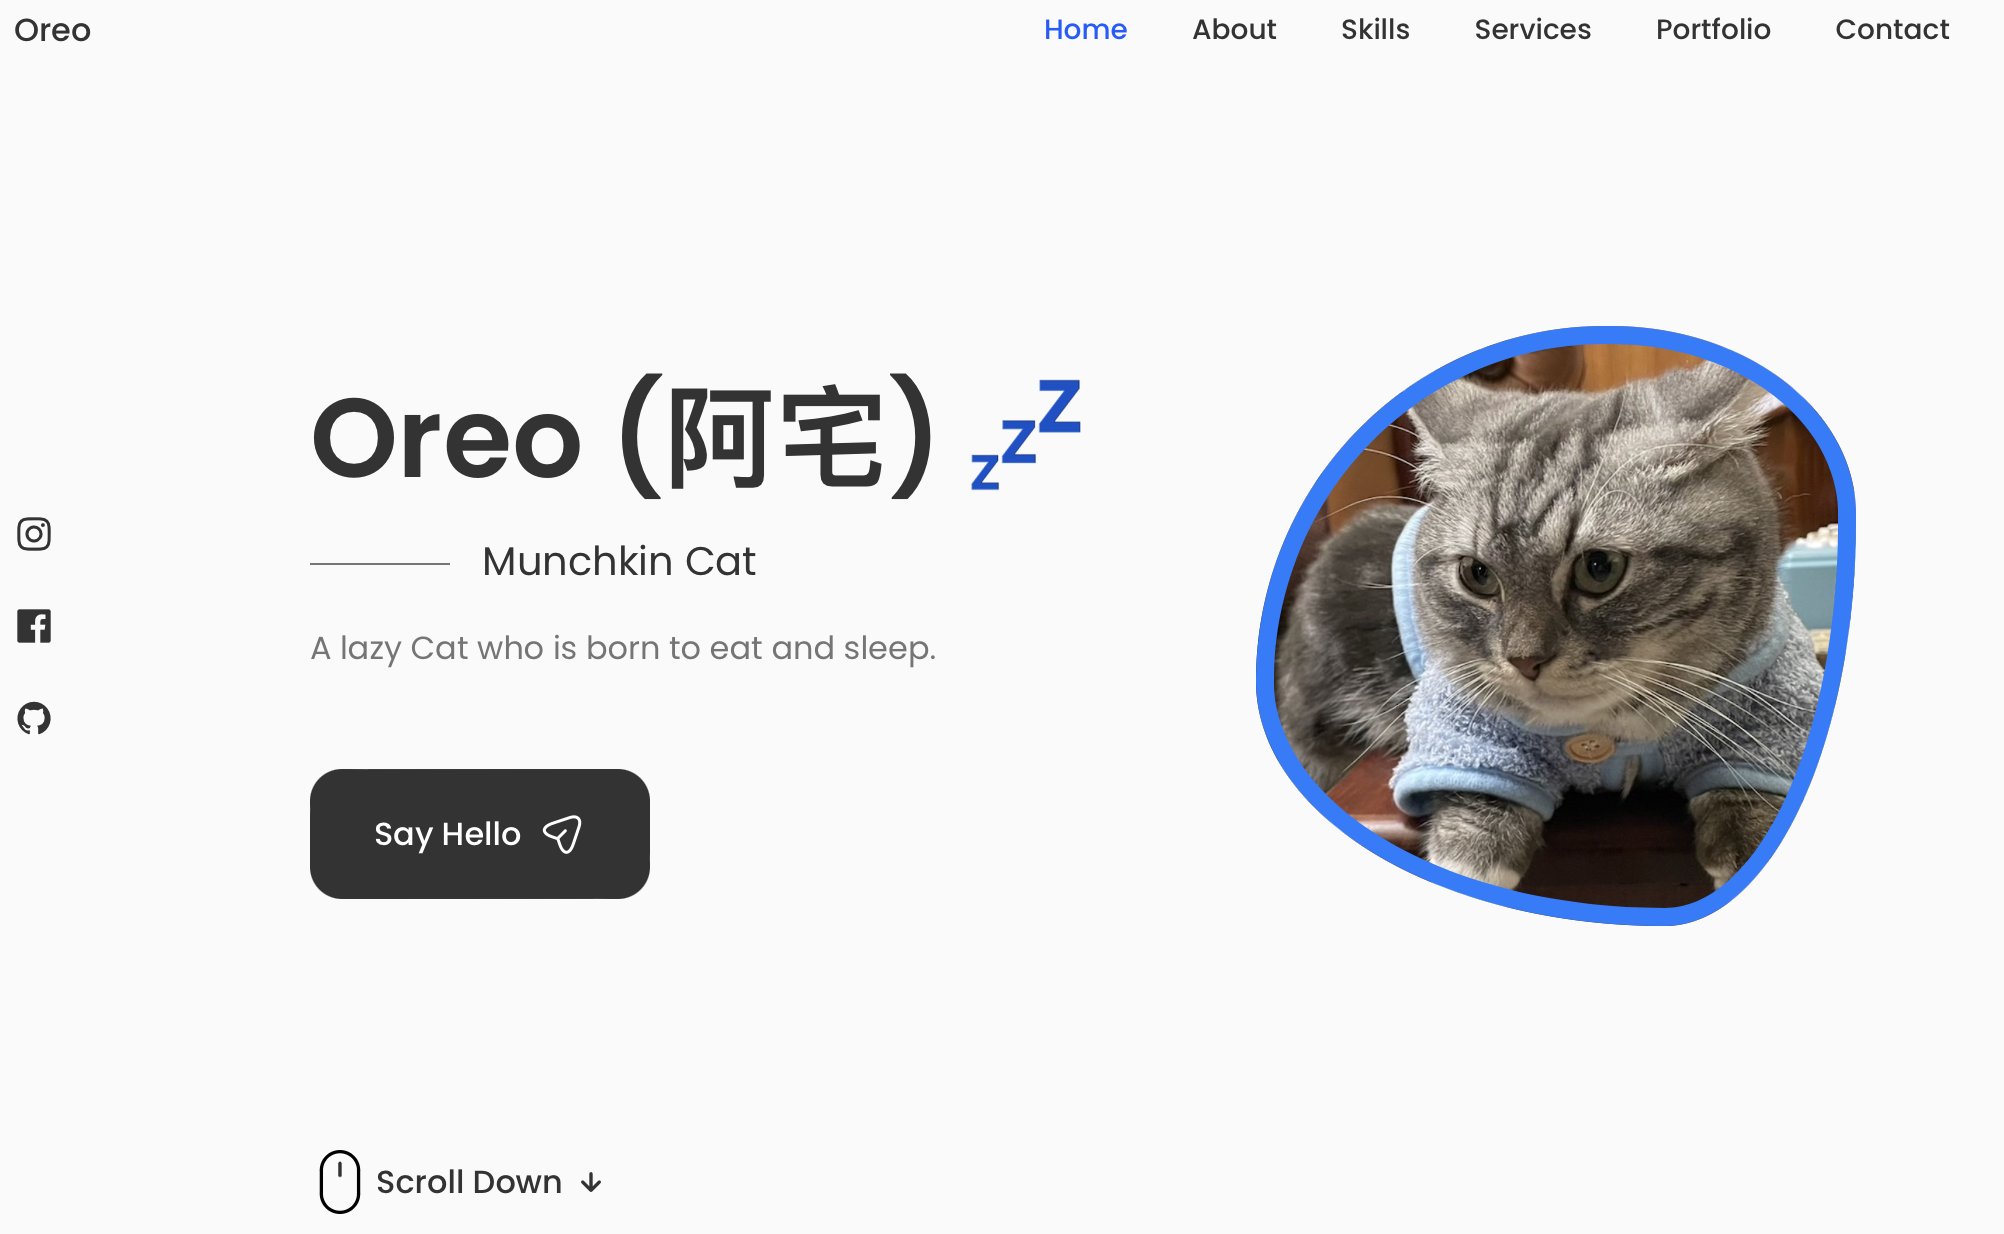 Oreo
Home About Skills Services Portfolio Contact
Oreo (阿宅) 💤
Munchkin Cat
A lazy Cat who is born to eat and sleep.
Say Hello
Scroll Down ↓